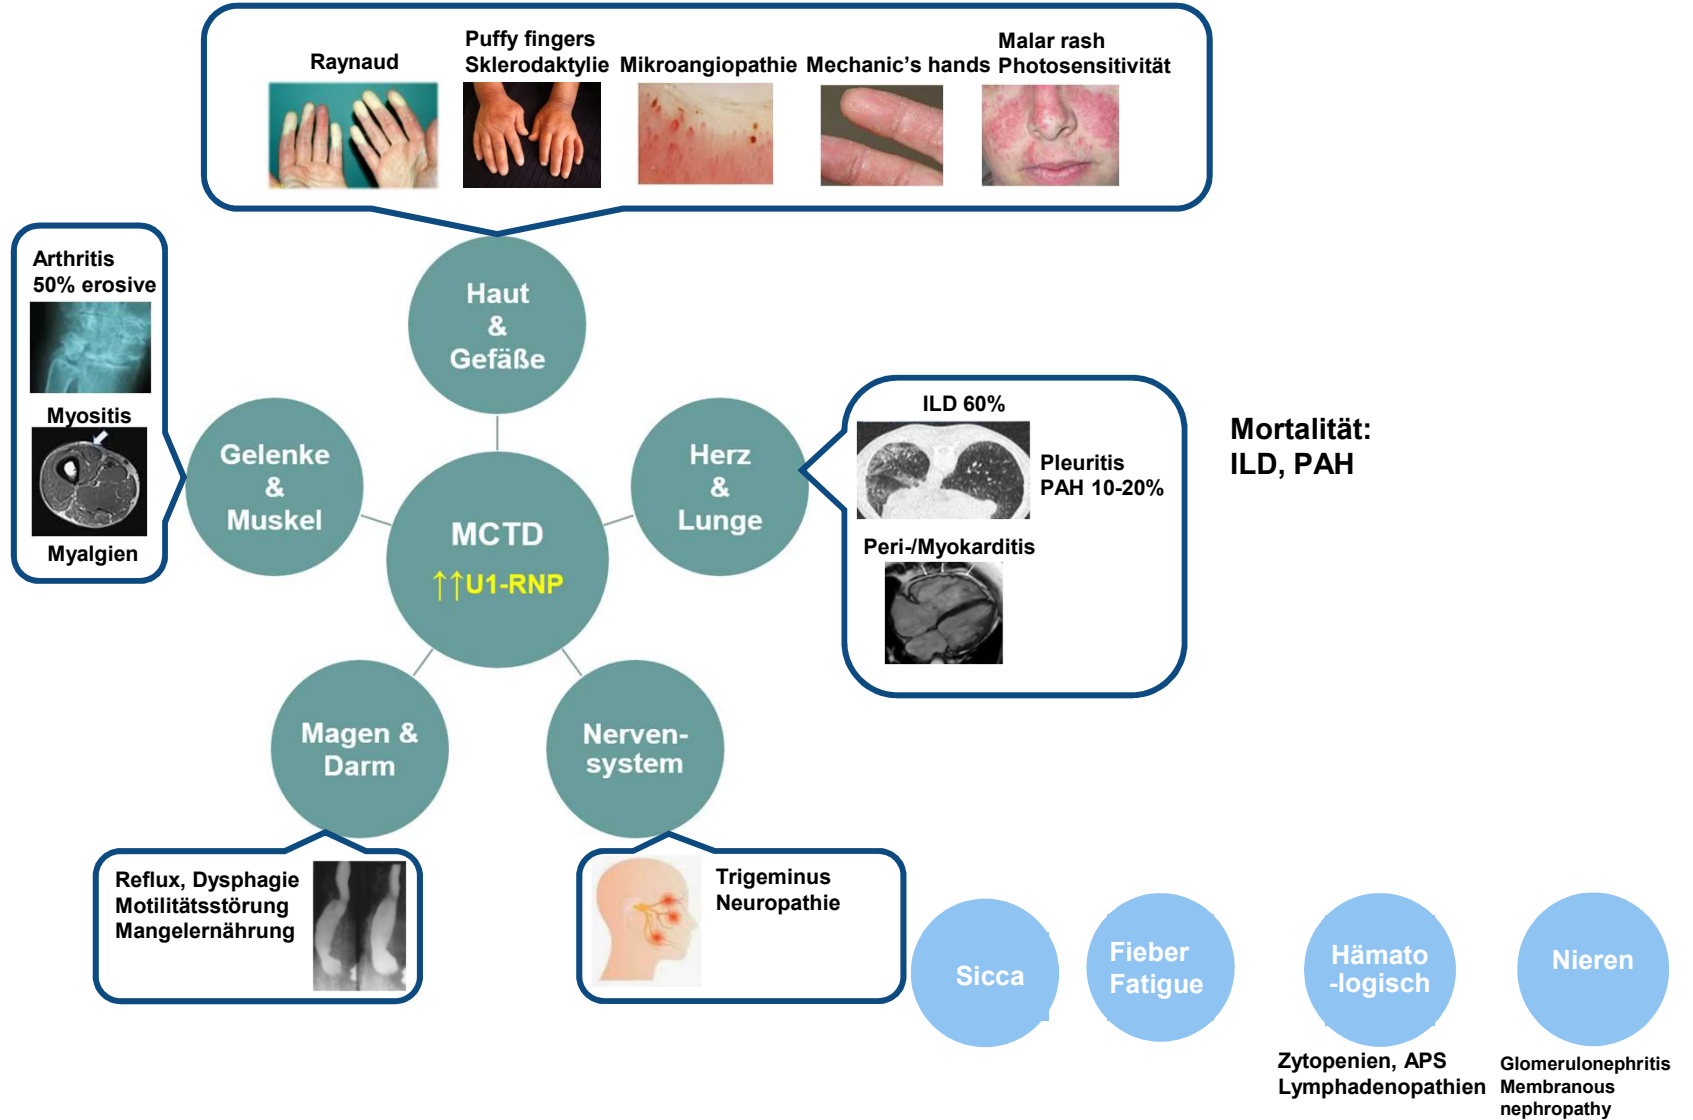 Raynaud
Puffy fingers
Sklerodaktylie
Mikroangiopathie
Mechanic's hands
Malar rash
Photosensitivität
Arthritis
50% erosive
Myositis
Myalgien
Haut
&
Gefäße
Gelenke
&
Muskel
Herz
&
Lunge
MCTD
↑↑U1-RNP
ILD 60%
Pleuritis
PAH 10-20%
Peri-/Myokarditis
Mortalität:
ILD, PAH
Magen &
Darm
Nerven-
system
Reflux, Dysphagie
Motilitätsstörung
Mangelernährung
Trigeminus
Neuropathie
Sicca
Fieber
Fatigue
Hämato
-logisch
Zytopenien, APS
Lymphadenopathien
Nieren
Glomerulonephritis
Membranous
nephropathy